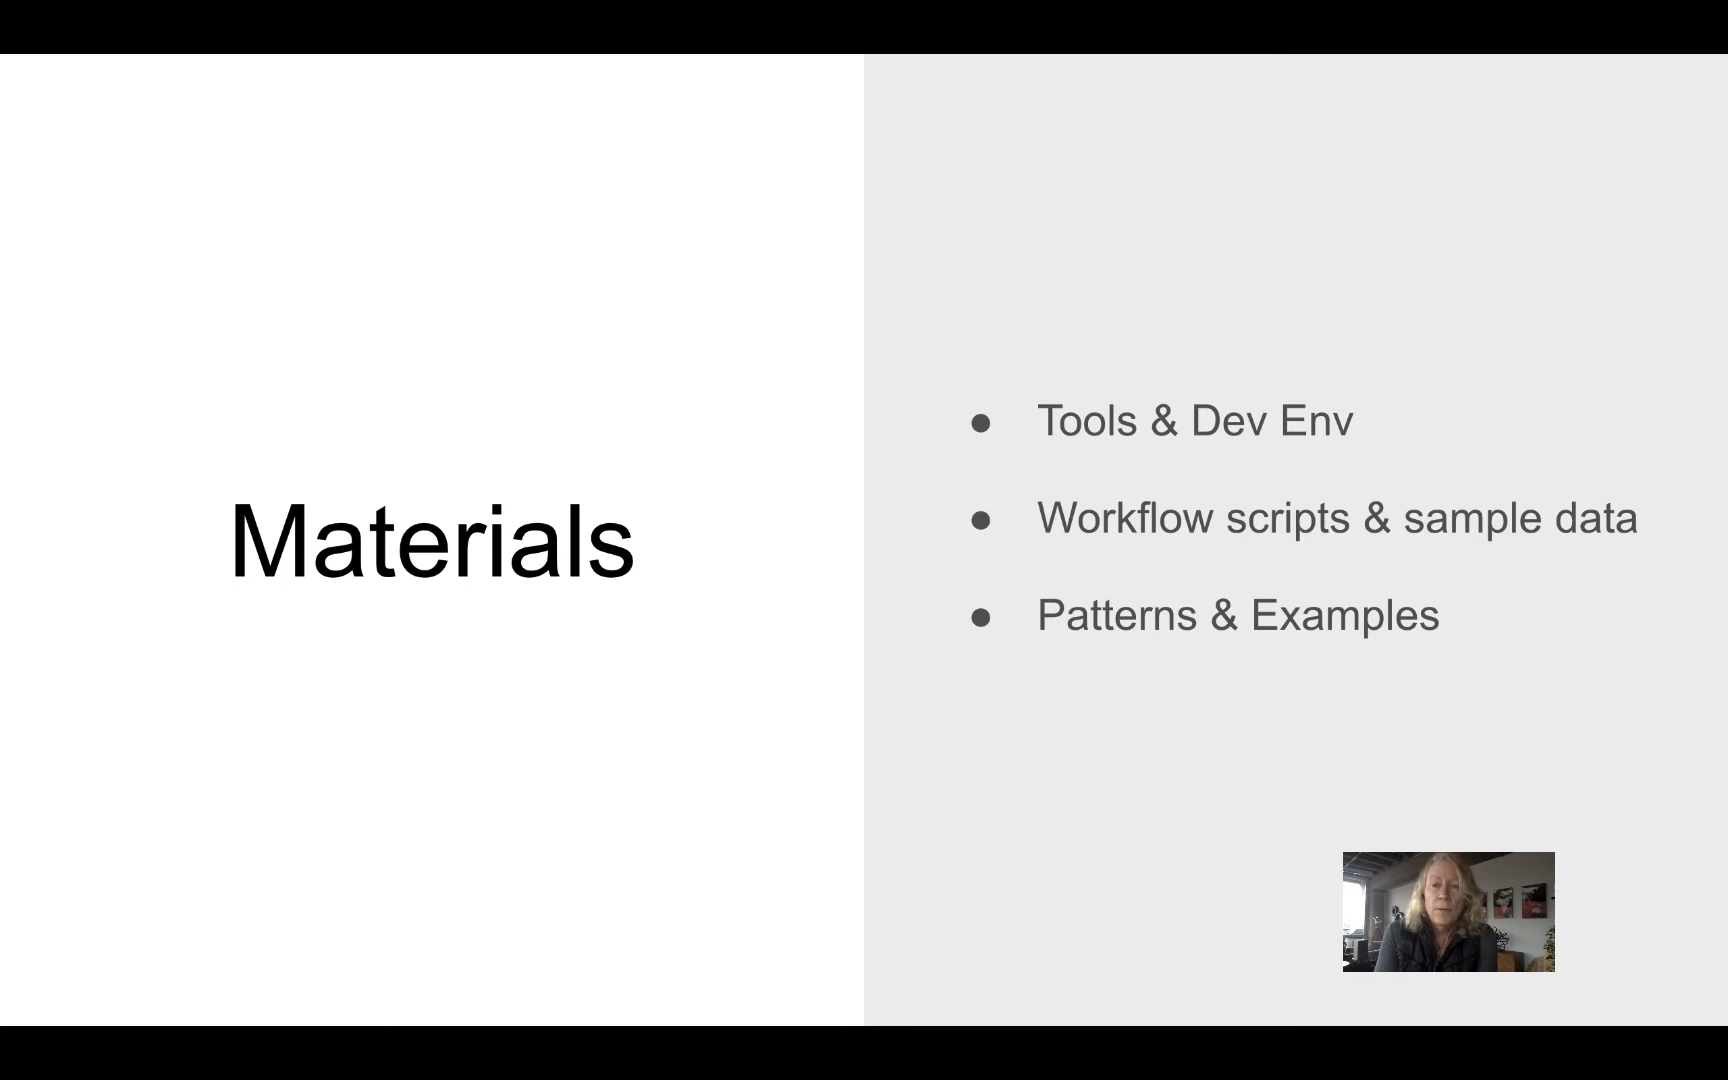 Materials
Tools & Dev Env
Workflow scripts & sample data
Patterns & Examples